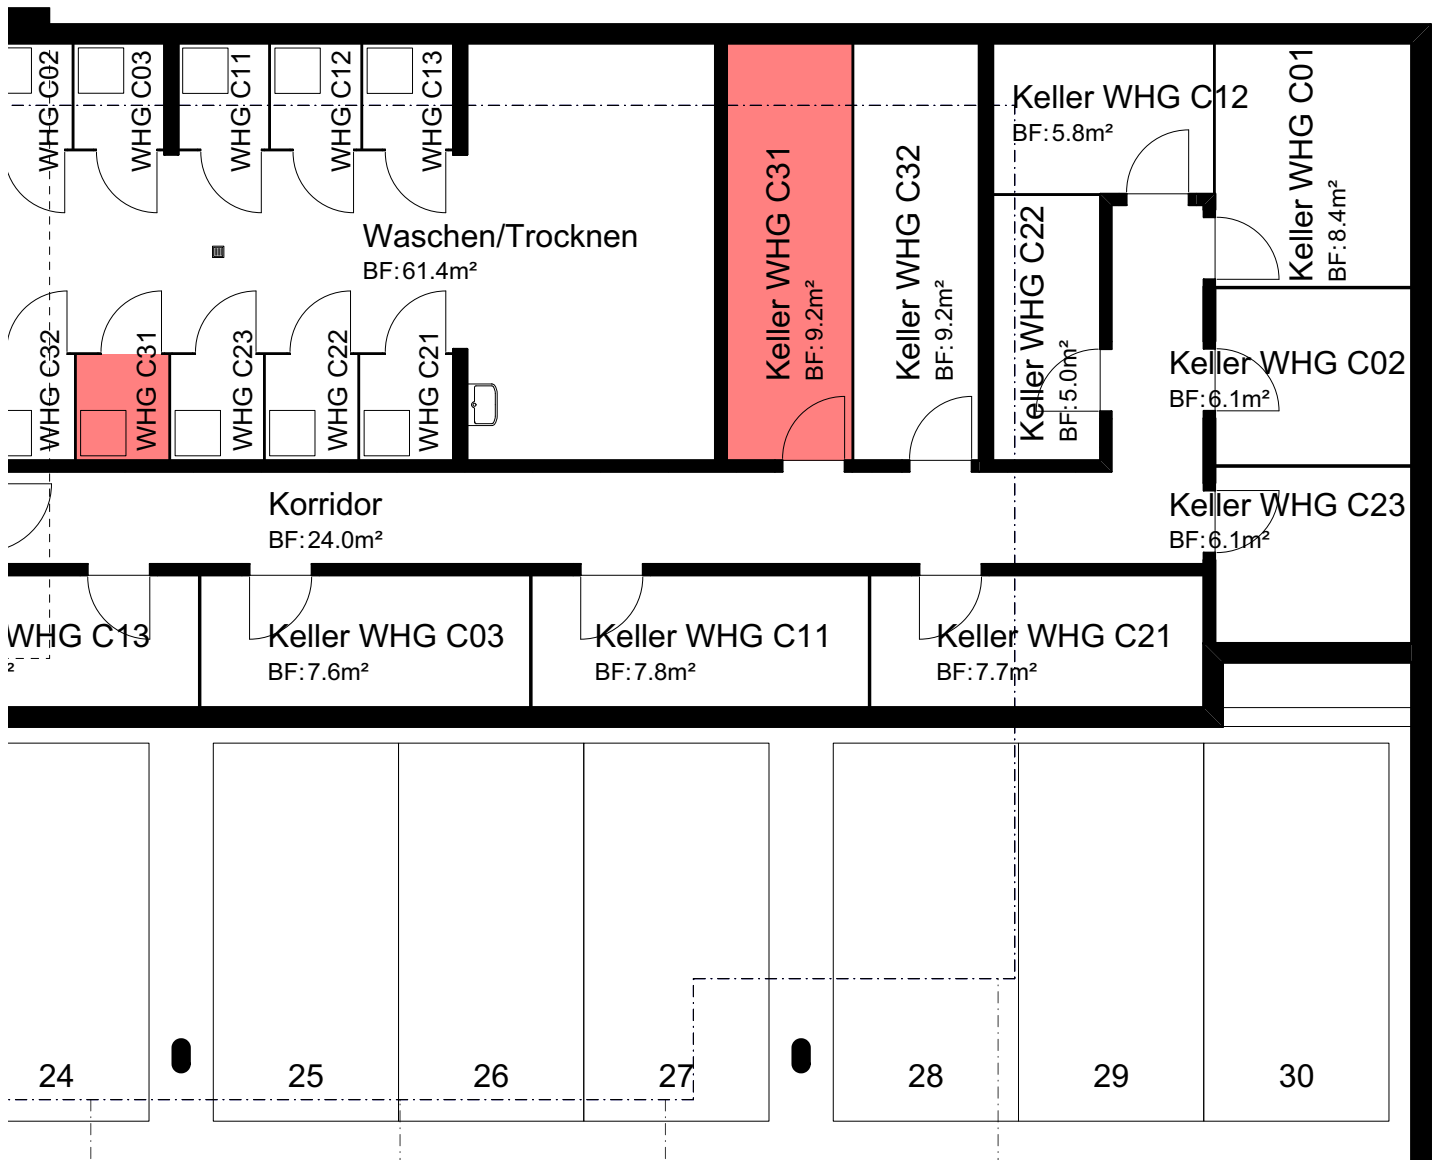 WHG C02
WHG C03
WHG C11
WHG C12
WHG C13
Waschen/Trocknen
BF:61.4m²
WHG C32
WHG C31
WHG C23
WHG C22
WHG C21
Keller WHG C31
BF:9.2m²
Keller WHG C32
BF:9.2m²
Keller WHG C12
BF:5.8m²
Keller WHG C01
BF:8.4m²
Keller WHG C22
BF:5.0m²
Keller WHG C02
BF:6.1m²
Keller WHG C23
BF:6.1m²
Korridor
BF:24.0m²
WHG C13
²
Keller WHG C03
BF:7.6m²
Keller WHG C11
BF:7.8m²
Keller WHG C21
BF:7.7m²
24
25
26
27
28
29
30